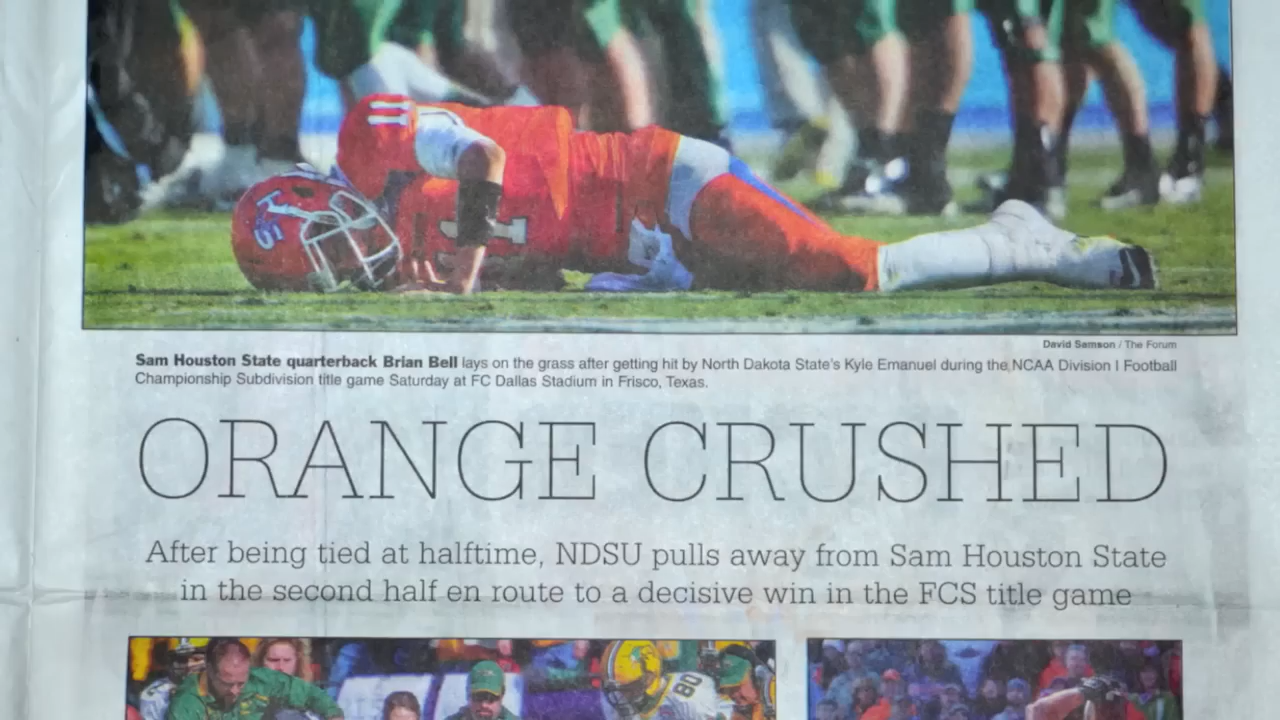 11
David Samson / The Forum
Sam Houston State quarterback Brian Bell lays on the grass after getting hit by North Dakota State's Kyle Emanuel during the NCAA Division I Football
Championship Subdivision title game Saturday at FC Dallas Stadium in Frisco, Texas.
ORANGE CRUSHED
After being tied at halftime, NDSU pulls away from Sam Houston State
in the second half en route to a decisive win in the FCS title game
80